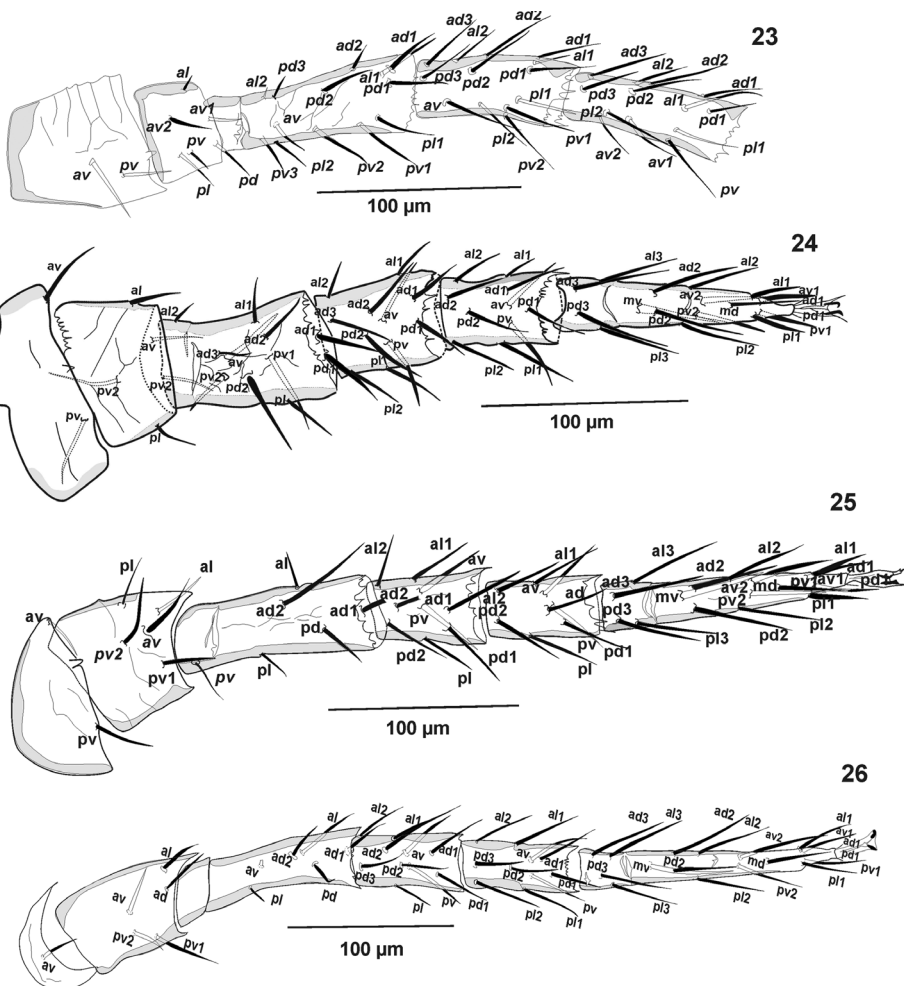 23
ad3 ad2
ad2 ad1 al2 ad1
al al2 pd3 al1 pd3 pd2 pd1 al1 ad3 al2 ad2
av1 pd2 pd1 pd3 pd2 al1 ad1
av2 av av pl1 pl2 pd1
pv pv pl1 pl2 pv1 pl1
av pl pd pv3 pl2 pv2 pv1 pv2 av2 av1 pv
100 µm
24
av al al2 al1 al2 al1 al2 al1 al3 ad2 al2
ad1 ad2 ad1 ad3 al1 av1
ad2 ad3 ad2 av av pd1 pd3 mv av2 md ad1
av ad3 av pv1 ad1 pd2 pd1 pd2 pv pd2 pv2 pd1
pv2 pv2 pv2 pd2 pd1 pl pv pl1 pv1
pv pl pl pl2 pl2 pl1 pl3 pl2
100 µm
25
pl al al al2 al1 av al1 al3 ad2 al2 al1
ad1
av av ad2 ad1 ad2 ad1 al2 av ad ad3 mv av2 md pv1 av1 pd1
pv2 pd pv pd2 pd3 pv2 pl1
pv1 pv pl pd2 pl pd1 pl pv pd1 pl3 pd2 pl2
pv
100 µm
26
al al2 al1 al2 al1 ad3 al3 ad2 al2 av2 al1
al ad2 ad1 ad2 av ad1 pd3 av ad1 pd3 mv pd2 md av1 ad1
av ad av pd3 pd2 pd2 pd1 pd1
pv2 pv1 pl pd pl pv pd1 pl2 pl1 pv pl3 pl2 pv2 pl1 pv1
av
100 µm